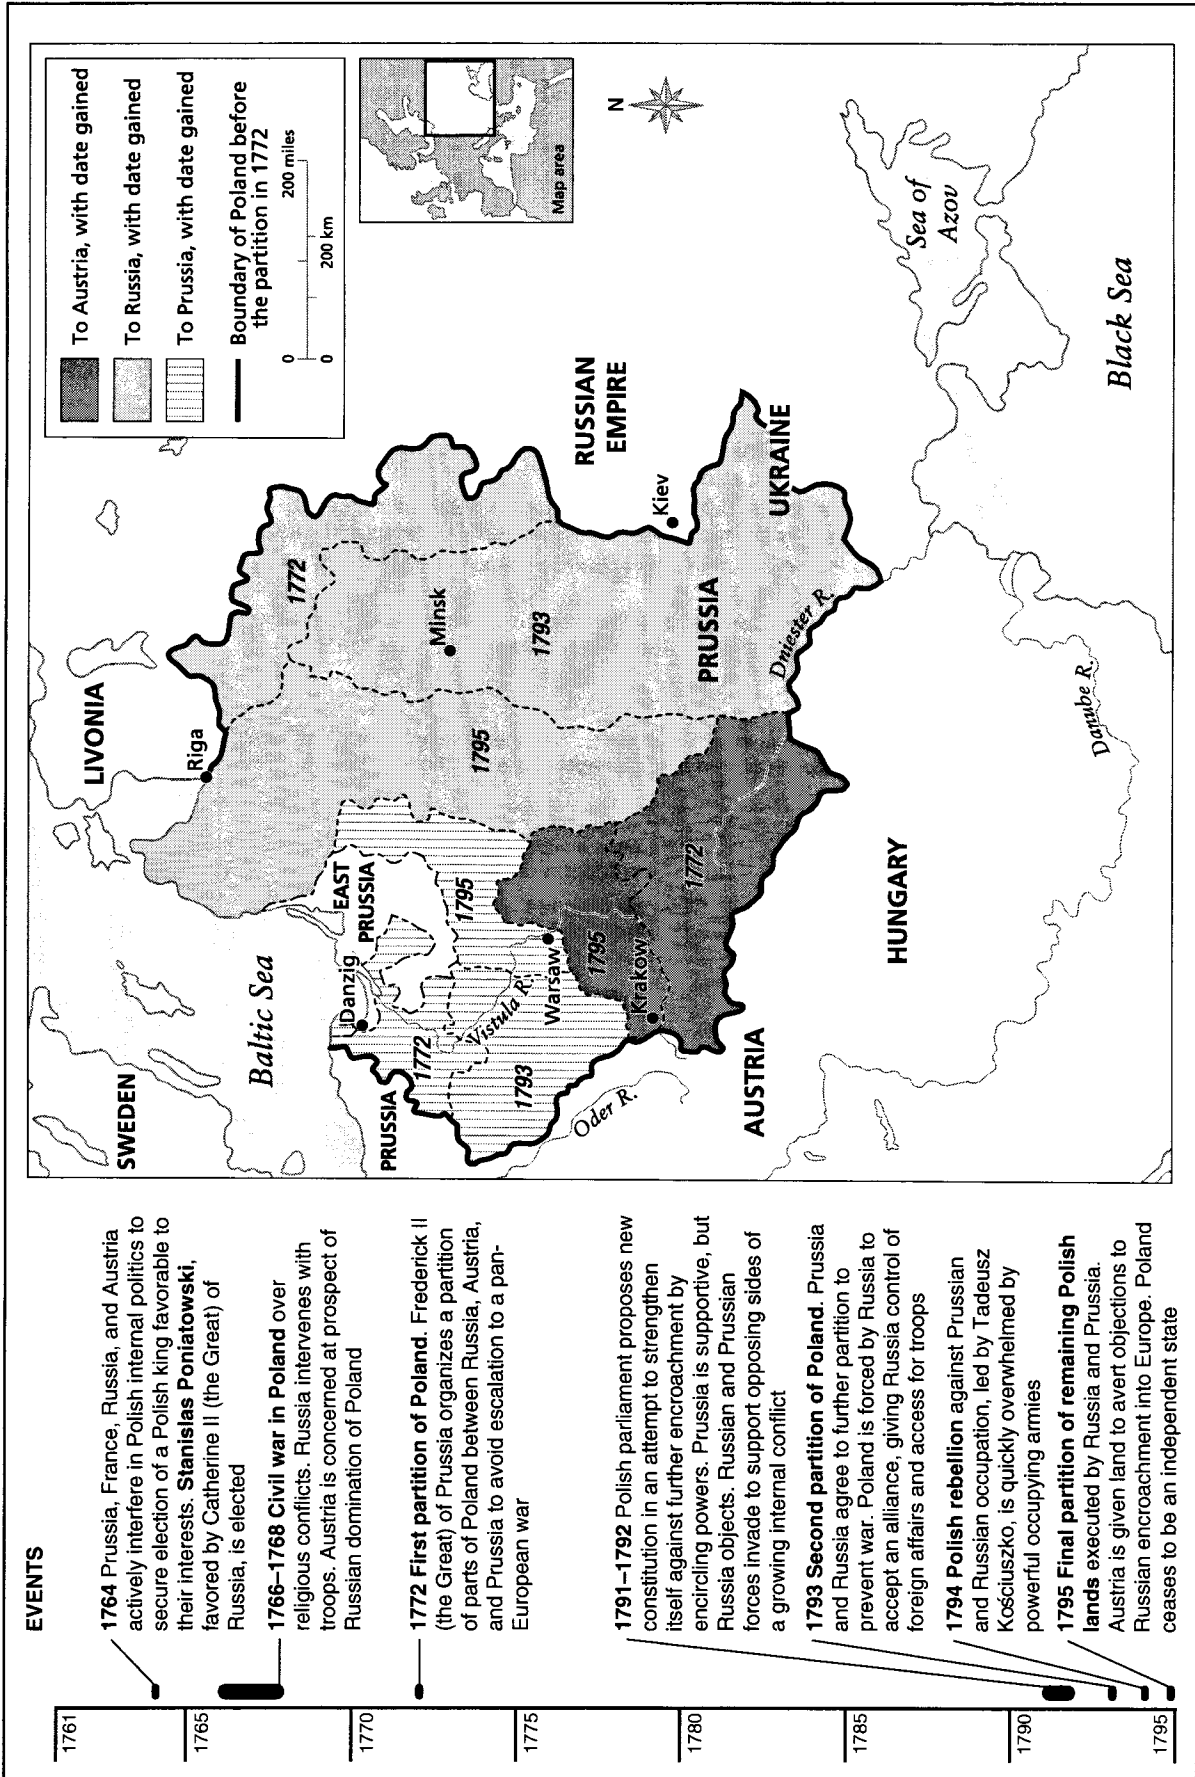 EVENTS
1761
1765
1770
1775
1780
1785
1790
1795
1764 Prussia, France, Russia, and Austria
actively interfere in Polish internal politics to
secure election of a Polish king favorable to
their interests. Stanislas Poniatowski,
favored by Catherine II (the Great) of
Russia, is elected
1766–1768 Civil war in Poland over
religious conflicts. Russia intervenes with
troops. Austria is concerned at prospect of
Russian domination of Poland
1772 First partition of Poland. Frederick II
(the Great) of Prussia organizes a partition
of parts of Poland between Russia, Austria,
and Prussia to avoid escalation to a pan-
European war
1791–1792 Polish parliament proposes new
constitution in an attempt to strengthen
itself against further encroachment by
encircling powers. Prussia is supportive, but
Russia objects. Russian and Prussian
forces invade to support opposing sides of
a growing internal conflict
1793 Second partition of Poland. Prussia
and Russia agree to further partition to
prevent war. Poland is forced by Russia to
accept an alliance, giving Russia control of
foreign affairs and access for troops
1794 Polish rebellion against Prussian
and Russian occupation, led by Tadeusz
Kościuszko, is quickly overwhelmed by
powerful occupying armies
1795 Final partition of remaining Polish
lands executed by Russia and Prussia.
Austria is given land to avert objections to
Russian encroachment into Europe. Poland
ceases to be an independent state
To Austria, with date gained
To Russia, with date gained
To Prussia, with date gained
Boundary of Poland before
the partition in 1772
0
200 miles
0
200 km
Map area
N
SWEDEN
LIVONIA
Riga
Baltic Sea
1772
EAST
PRUSSIA
Danzig
PRUSSIA
1772
1795
1795
Minsk
1793
Vistula R.
Warsaw
1793
Oder R.
1795
Krakow
1772
RUSSIAN
EMPIRE
Kiev
PRUSSIA
UKRAINE
Dniester R.
AUSTRIA
HUNGARY
Danube R.
Sea of
Azov
Black Sea